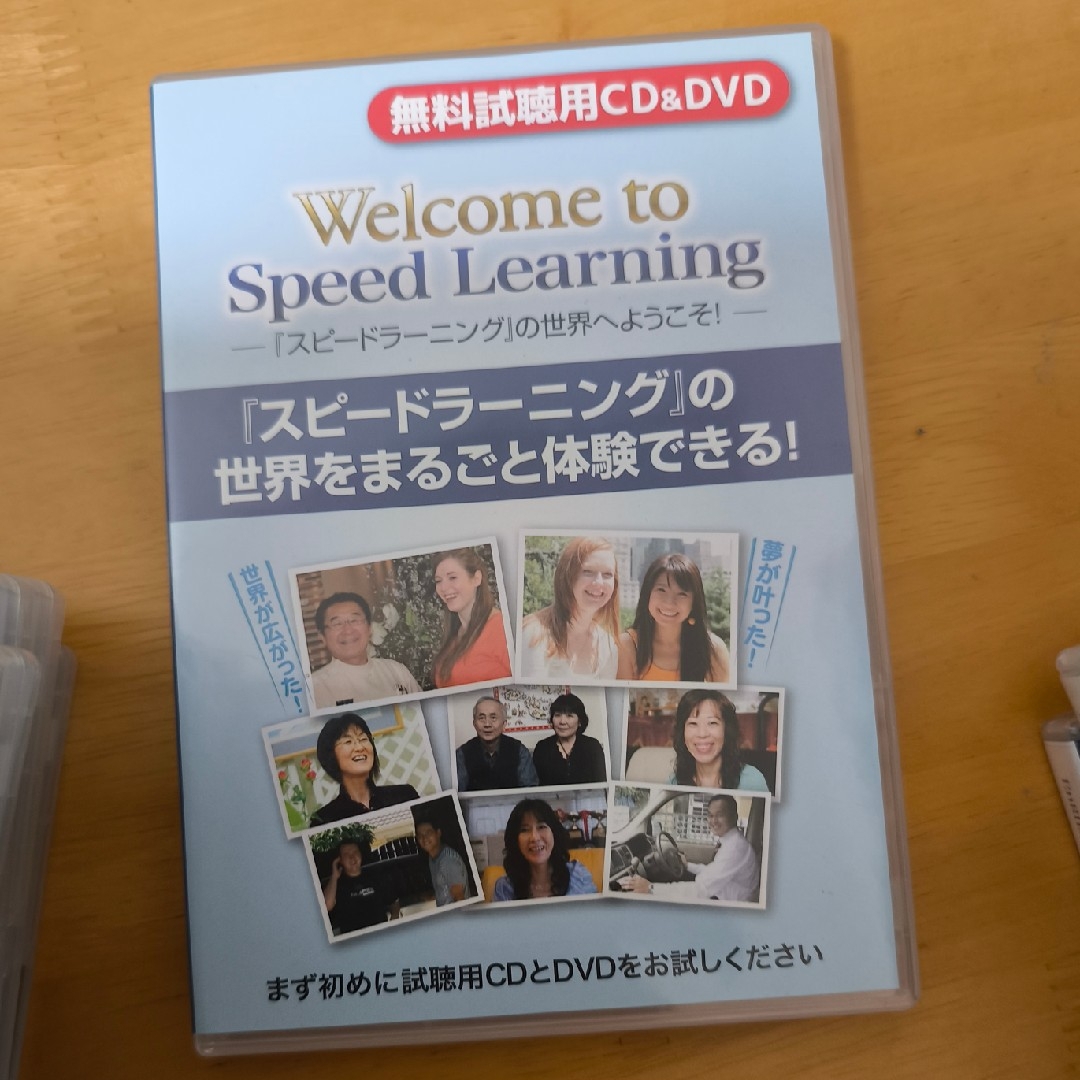 無料試聴用CD&DVD
Welcome to
Speed Learning
―『スピードラーニング』の世界へようこそ！―
『スピードラーニング』の
世界をまるごと体験できる！
世界が広がった！
夢が叶った！
まず初めに試聴用CDとDVDをお試しください